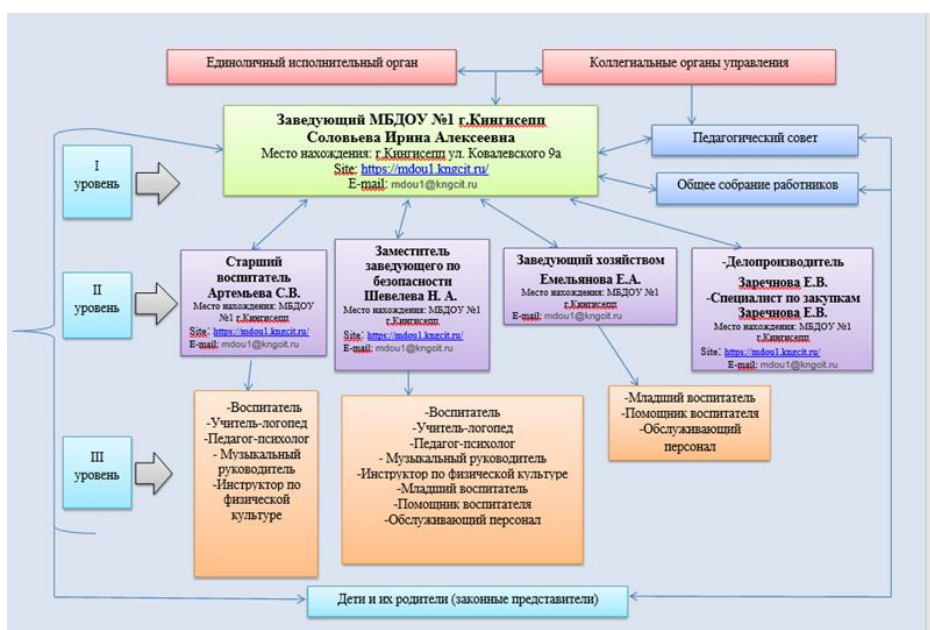 Единоличный исполнительный орган
Коллегиальные органы управления
Заведующий МБДОУ №1 г.Кингисепп
Соловьева Ирина Алексеевна
Место нахождения: г.Кингисепп ул. Ковалевского 9а
Site: https://mdou1.kngcit.ru/
E-mail: mdou1@kngcit.ru
Педагогический совет
Общее собрание работников
I
уровень
II
уровень
Старший
воспитатель
Артемьева С.В.
Место нахождения: МБДОУ
№1 г.Кингисепп
Site: https://mdou1.kngcit.ru/
E-mail: mdou1@kngcit.ru
Заместитель
заведующего по
безопасности
Шевелева Н. А.
Место нахождения: МБДОУ №1
г.Кингисепп
Site: https://mdou1.kngcit.ru/
E-mail: mdou1@kngcit.ru
Заведующий хозяйством
Емельянова Е.А.
Место нахождения: МБДОУ №1
г.Кингисепп
E-mail: mdou1@kngcit.ru
-Делопроизводитель
Заречнова Е.В.
-Специалист по закупкам
Заречнова Е.В.
Место нахождения: МБДОУ №1
г.Кингисепп
Site: https://mdou1.kngcit.ru/
E-mail: mdou1@kngcit.ru
III
уровень
-Воспитатель
-Учитель-логопед
-Педагог-психолог
- Музыкальный
руководитель
-Инструктор по
физической
культуре
-Воспитатель
-Учитель-логопед
-Педагог-психолог
- Музыкальный руководитель
-Инструктор по физической культуре
-Младший воспитатель
-Помощник воспитателя
-Обслуживающий персонал
-Младший воспитатель
-Помощник воспитателя
-Обслуживающий
персонал
Дети и их родители (законные представители)